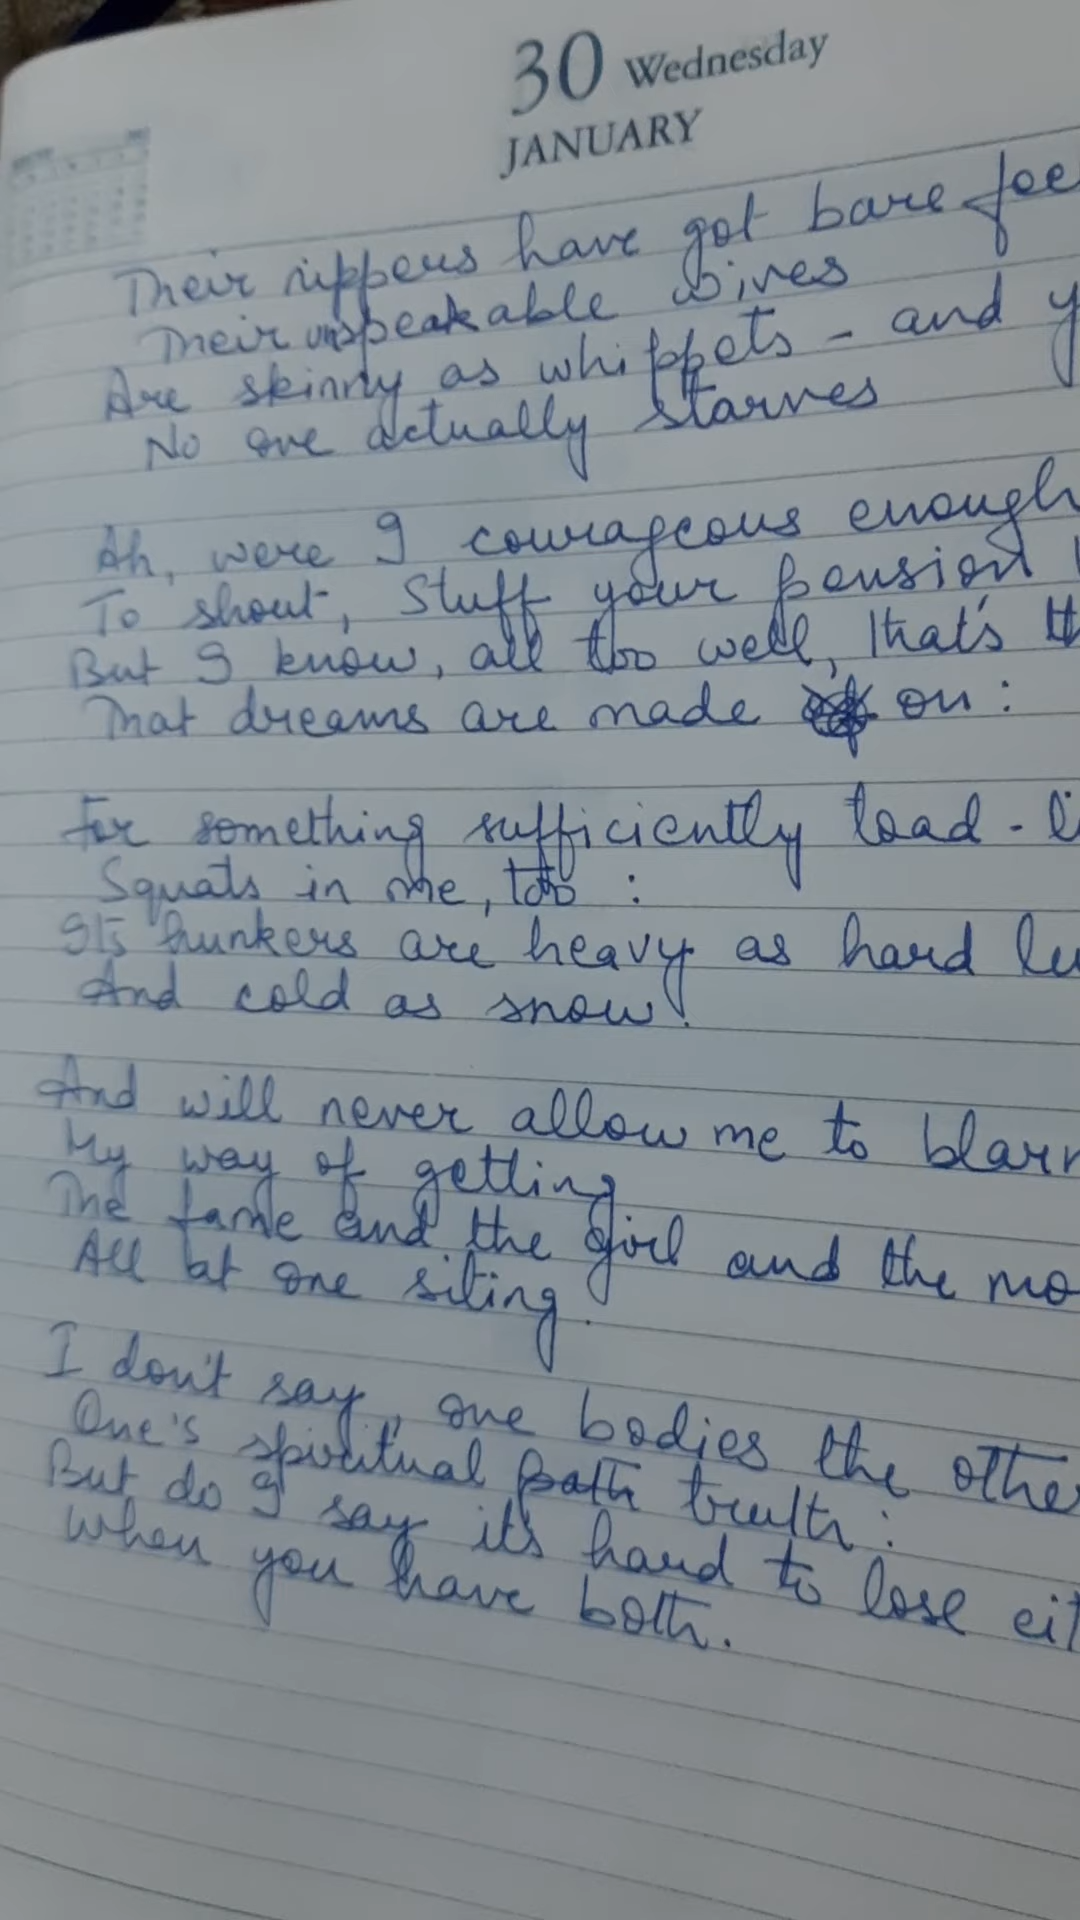 30 Wednesday
JANUARY
Their nippers have got bare fee
Their unspeakable wives
Are skinny as whippets - and y
No one actually starves
Ah, were I courageous enough
To shout, Stuff your pension
But I know, all too well, that's th
That dreams are made on:
For something sufficiently toad - li
Squats in me, too :
Its hunkers are heavy as hard lu
And cold as snow.
And will never allow me to blarn
My way of getting
The fame and the girl and the mo
All at one siting.
I don't say, one bodies the other
One's spiritual path truth:
But do I say it's hard to lose eit
When you have both.